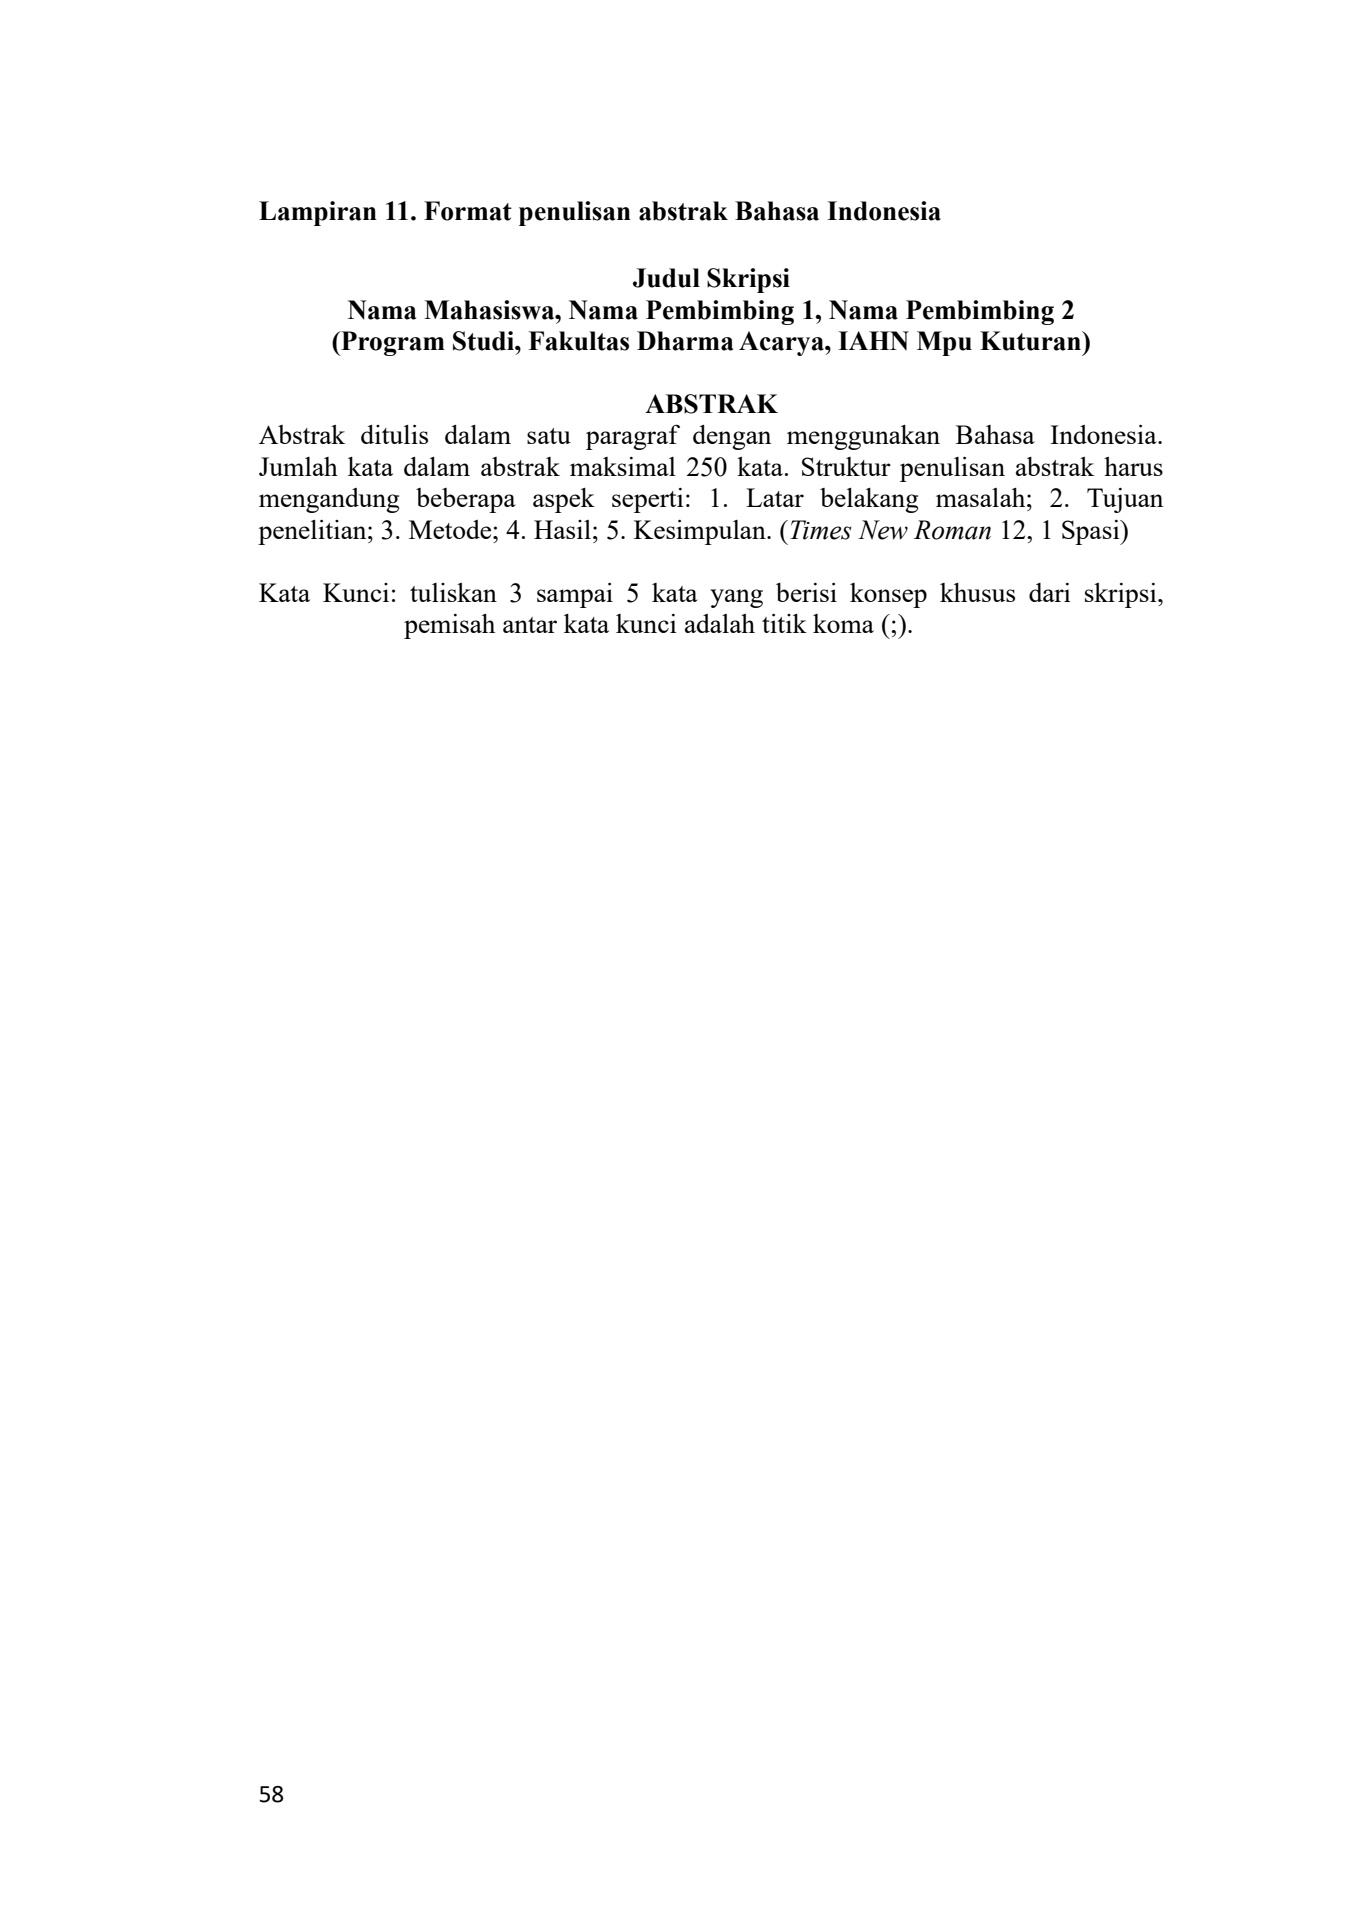 Lampiran 11. Format penulisan abstrak Bahasa Indonesia
Judul Skripsi
Nama Mahasiswa, Nama Pembimbing 1, Nama Pembimbing 2
(Program Studi, Fakultas Dharma Acarya, IAHN Mpu Kuturan)
ABSTRAK
Abstrak ditulis dalam satu paragraf dengan menggunakan Bahasa Indonesia.
Jumlah kata dalam abstrak maksimal 250 kata. Struktur penulisan abstrak harus
mengandung beberapa aspek seperti: 1. Latar belakang masalah; 2. Tujuan
penelitian; 3. Metode; 4. Hasil; 5. Kesimpulan. (Times New Roman 12, 1 Spasi)
Kata Kunci: tuliskan 3 sampai 5 kata yang berisi konsep khusus dari skripsi,
pemisah antar kata kunci adalah titik koma (;).
58